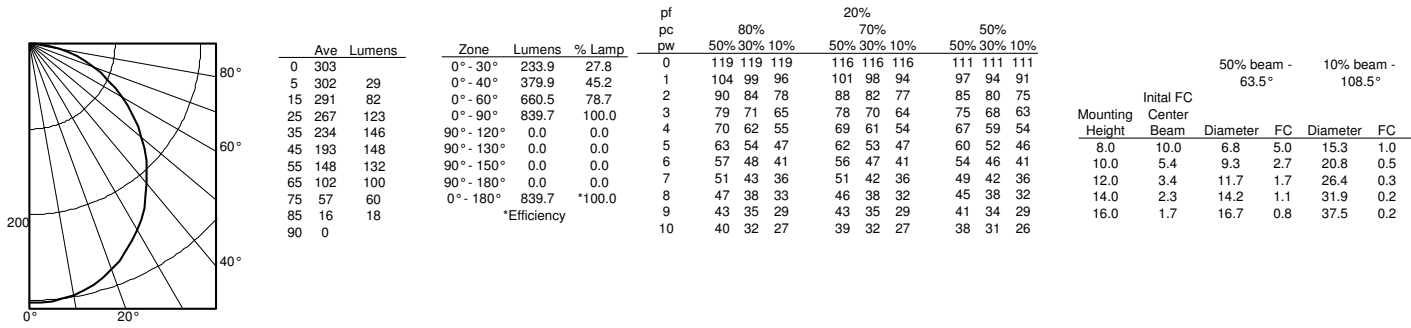 80°
60°
40°
200
0° 20°
Ave Lumens
0 303
5 302 29
15 291 82
25 267 123
35 234 146
45 193 148
55 148 132
65 102 100
75 57 60
85 16 18
90 0
Zone Lumens % Lamp
0° - 30° 233.9 27.8
0° - 40° 379.9 45.2
0° - 60° 660.5 78.7
0° - 90° 839.7 100.0
90° - 120° 0.0 0.0
90° - 130° 0.0 0.0
90° - 150° 0.0 0.0
90° - 180° 0.0 0.0
0° - 180° 839.7 *100.0
*Efficiency
pf 20%
pc 80% 70% 50%
pw 50% 30% 10% 50% 30% 10% 50% 30% 10%
0 119 119 119 116 116 116 111 111 111
1 104 99 96 101 98 94 97 94 91
2 90 84 78 88 82 77 85 80 75
3 79 71 65 78 70 64 75 68 63
4 70 62 55 69 61 54 67 59 54
5 63 54 47 62 53 47 60 52 46
6 57 48 41 56 47 41 54 46 41
7 51 43 36 51 42 36 49 42 36
8 47 38 33 46 38 32 45 38 32
9 43 35 29 43 35 29 41 34 29
10 40 32 27 39 32 27 38 31 26
50% beam - 10% beam -
63.5° 108.5°
Inital FC
Mounting Center
Height Beam Diameter FC Diameter FC
8.0 10.0 6.8 5.0 15.3 1.0
10.0 5.4 9.3 2.7 20.8 0.5
12.0 3.4 11.7 1.7 26.4 0.3
14.0 2.3 14.2 1.1 31.9 0.2
16.0 1.7 16.7 0.8 37.5 0.2